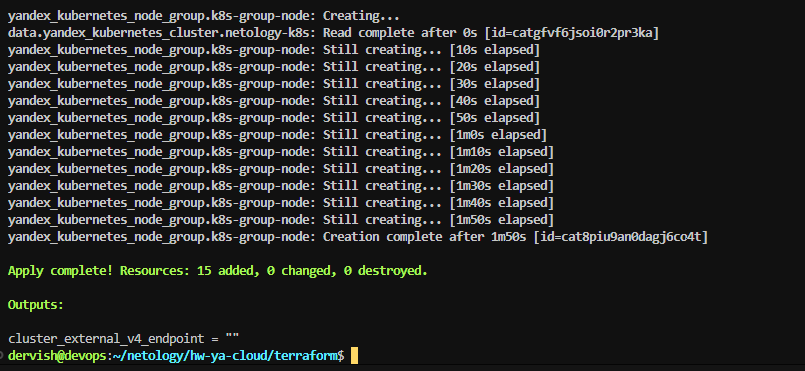 yandex_kubernetes_node_group.k8s-group-node: Creating...
data.yandex_kubernetes_cluster.netology-k8s: Read complete after 0s [id=catgfvf6jsoi0r2pr3ka]
yandex_kubernetes_node_group.k8s-group-node: Still creating... [10s elapsed]
yandex_kubernetes_node_group.k8s-group-node: Still creating... [20s elapsed]
yandex_kubernetes_node_group.k8s-group-node: Still creating... [30s elapsed]
yandex_kubernetes_node_group.k8s-group-node: Still creating... [40s elapsed]
yandex_kubernetes_node_group.k8s-group-node: Still creating... [50s elapsed]
yandex_kubernetes_node_group.k8s-group-node: Still creating... [1m0s elapsed]
yandex_kubernetes_node_group.k8s-group-node: Still creating... [1m10s elapsed]
yandex_kubernetes_node_group.k8s-group-node: Still creating... [1m20s elapsed]
yandex_kubernetes_node_group.k8s-group-node: Still creating... [1m30s elapsed]
yandex_kubernetes_node_group.k8s-group-node: Still creating... [1m40s elapsed]
yandex_kubernetes_node_group.k8s-group-node: Still creating... [1m50s elapsed]
yandex_kubernetes_node_group.k8s-group-node: Creation complete after 1m50s [id=cat8piu9an0dagj6co4t]
Apply complete! Resources: 15 added, 0 changed, 0 destroyed.
Outputs:
cluster_external_v4_endpoint = ""
dervish@devops:~/netology/hw-ya-cloud/terraform$